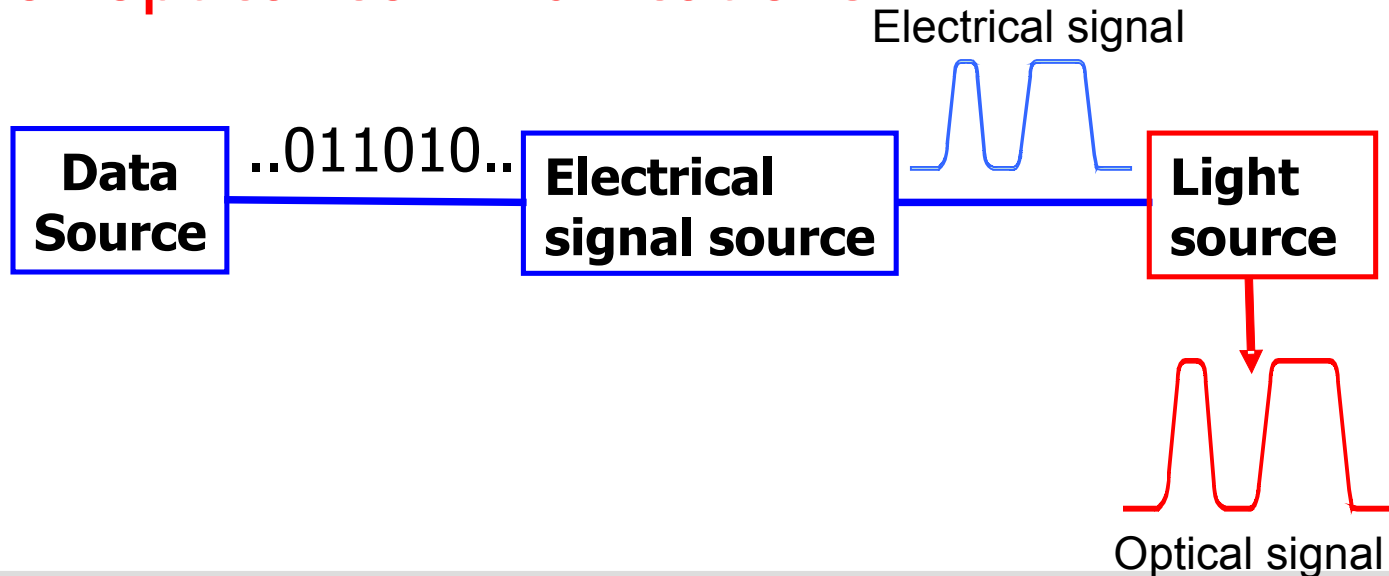 Electrical signal
..011010..
Data
Source
Electrical
signal source
Light
source
Optical signal